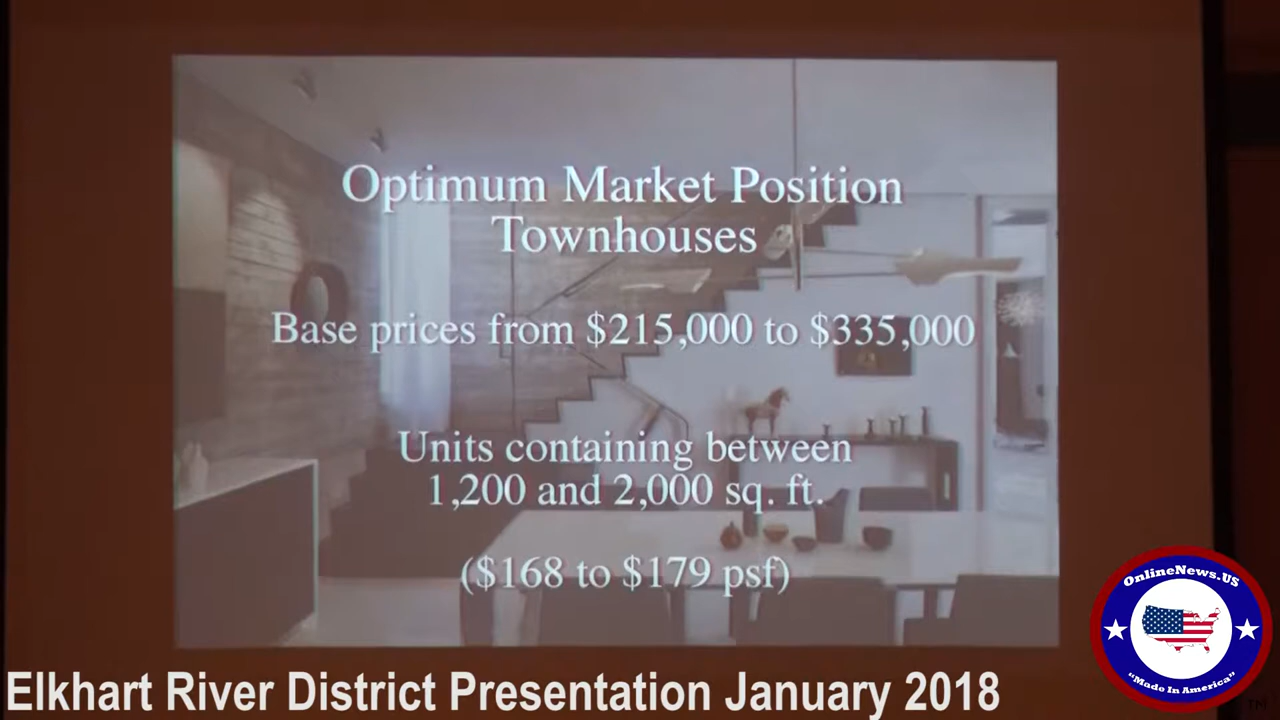 Optimum Market Position
Townhouses
Base prices from $215,000 to $335,000
Units containing between
1,200 and 2,000 sq. ft.
($168 to $179 psf)
OnlineNews.US
"Made In America"
TM
Elkhart River District Presentation January 2018